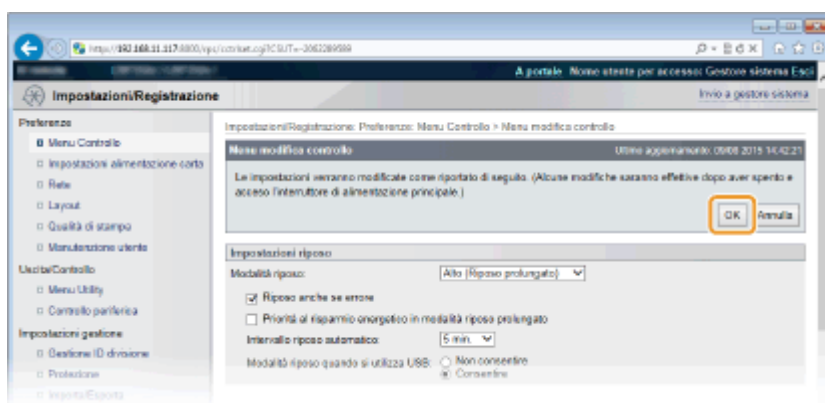 A portale Nome utente per accesso: Gestore sistema Esci
Impostazioni/Registrazione
Invio a gestore sistema
Preferenze
Menu Controllo
Impostazioni alimentazione carta
Rete
Layout
Qualità di stampa
Manutenzione utente
Uscita/Controllo
Menu Utility
Controllo periferica
Impostazioni gestione
Gestione ID divisione
Protezione
Importa/Esporta
Impostazioni/Registrazione: Preferenze: Menu Controllo > Menu modifica controllo
Menu modifica controllo
Ultimo aggiornamento: 2015 14:42:21
Le impostazioni verranno modificate come riportato di seguito. (Alcune modifiche saranno effettive dopo aver spento e
acceso l'interruttore di alimentazione principale.)
OK Annulla
Impostazioni riposo
Modalità riposo: Alto (Riposo prolungato)
Riposo anche se errore
Priorità al risparmio energetico in modalità riposo prolungato
Intervallo riposo automatico: 5 min.
Modalità riposo quando si utilizza USB: Non consentire
Consentire